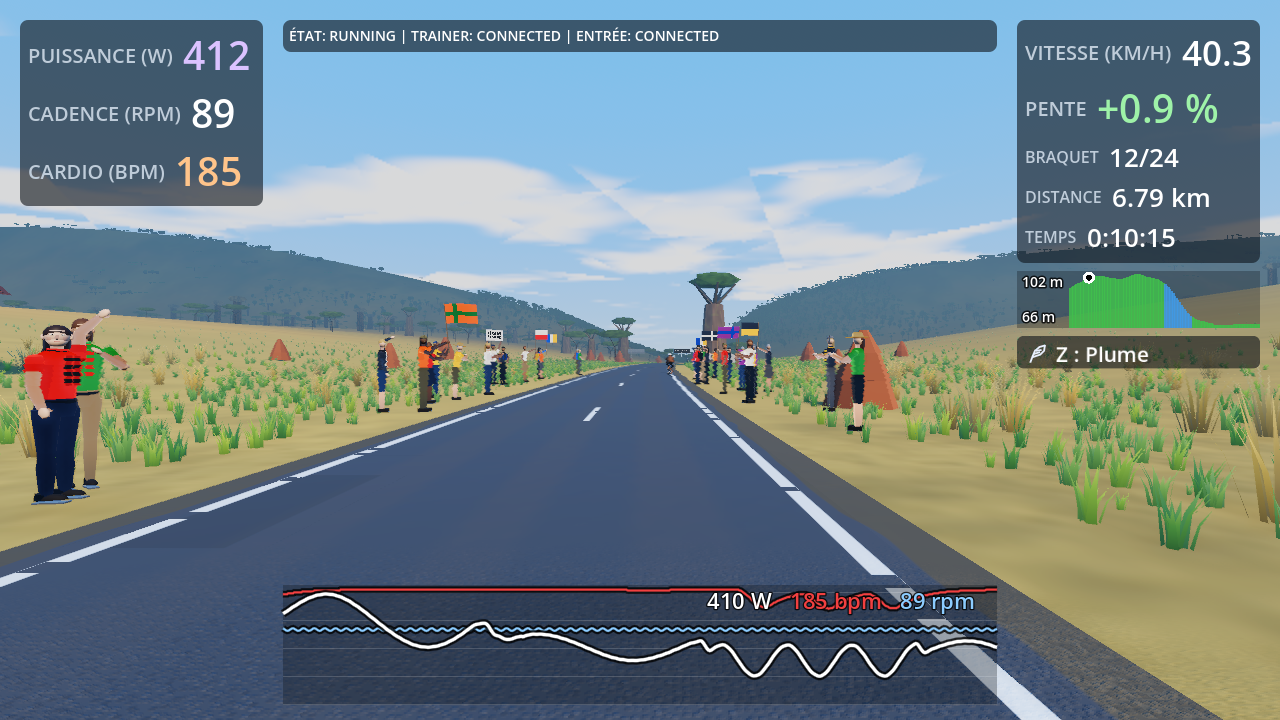 PUISSANCE (W) 412
CADENCE (RPM) 89
CARDIO (BPM) 185
ÉTAT: RUNNING | TRAINER: CONNECTED | ENTRÉE: CONNECTED
VITESSE (KM/H) 40.3
PENTE +0.9 %
BRAQUET 12/24
DISTANCE 6.79 km
TEMPS 0:10:15
102 m
66 m
Z : Plume
410 W 185 bpm 89 rpm